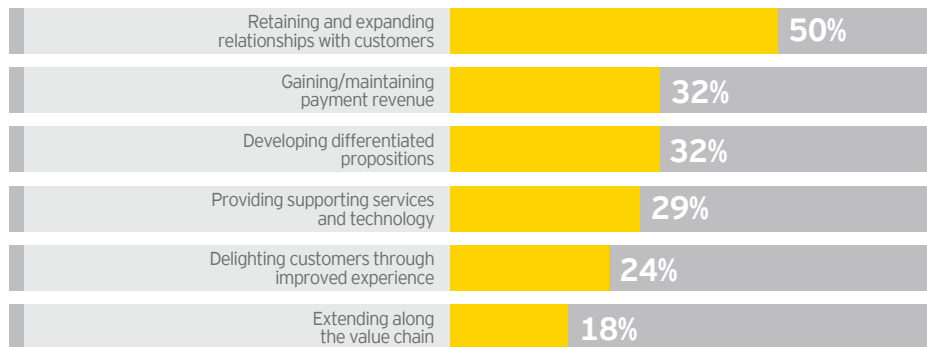 Retaining and expanding
relationships with customers
50%
Gaining/maintaining
payment revenue
32%
Developing differentiated
propositions
32%
Providing supporting services
and technology
29%
Delighting customers through
improved experience
24%
Extending along
the value chain
18%